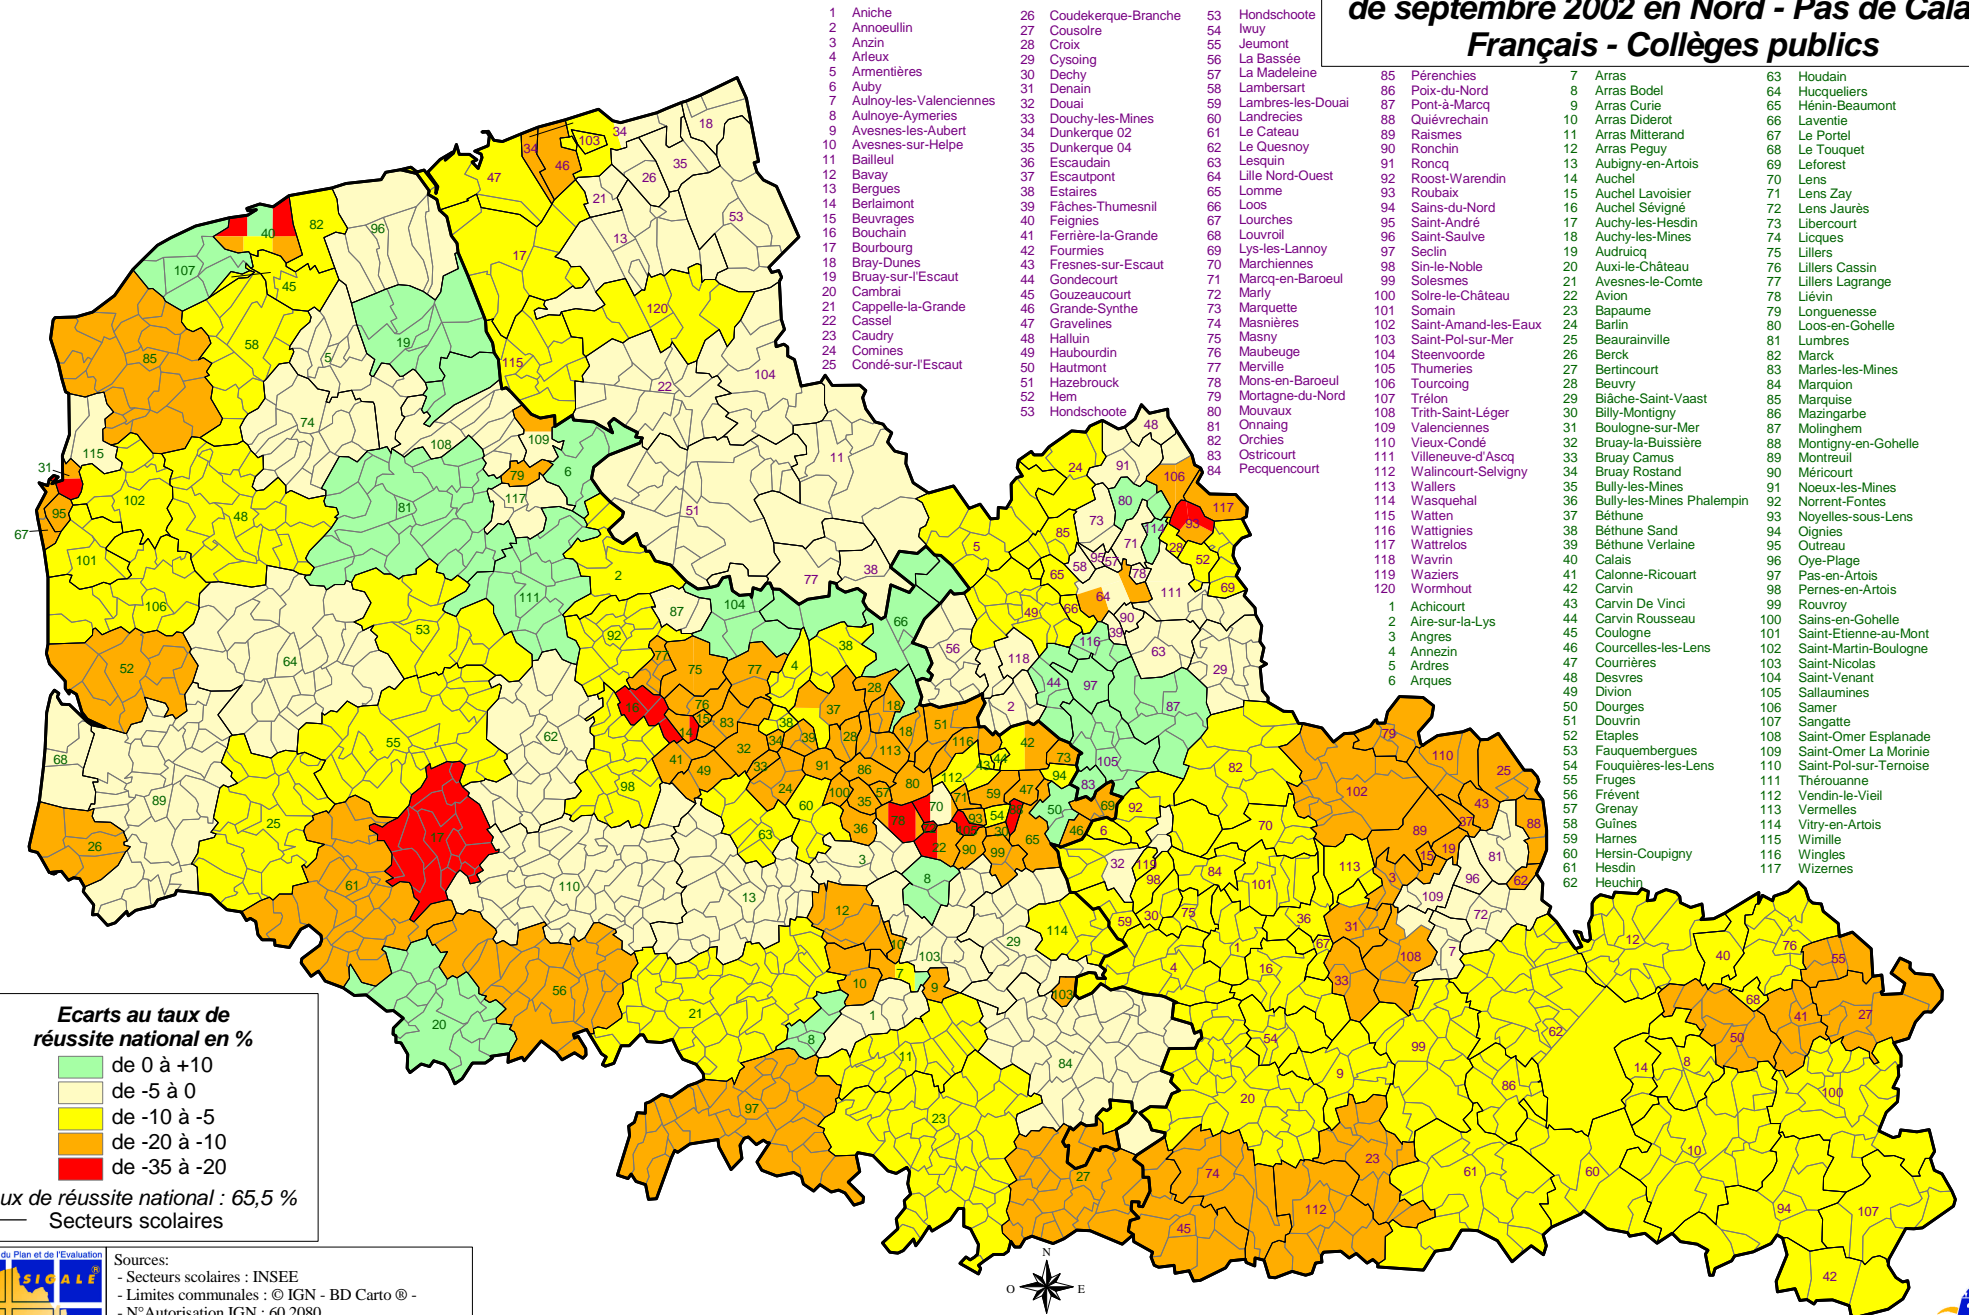 de septembre 2002 en Nord - Pas de Cala
Français - Collèges publics
1 Aniche
2 Annoeullin
3 Anzin
4 Arleux
5 Armentières
6 Auby
7 Aulnoy-les-Valenciennes
8 Aulnoye-Aymeries
9 Avesnes-les-Aubert
10 Avesnes-sur-Helpe
11 Bailleul
12 Bavay
13 Bergues
14 Berlaimont
15 Beuvrages
16 Bouchain
17 Bourbourg
18 Bray-Dunes
19 Bruay-sur-l'Escaut
20 Cambrai
21 Cappelle-la-Grande
22 Cassel
23 Caudry
24 Comines
25 Condé-sur-l'Escaut
26 Coudekerque-Branche
27 Cousolre
28 Croix
29 Cysoing
30 Dechy
31 Denain
32 Douai
33 Douchy-les-Mines
34 Dunkerque 02
35 Dunkerque 04
36 Escaudain
37 Escautpont
38 Estaires
39 Fâches-Thumesnil
40 Feignies
41 Ferrière-la-Grande
42 Fourmies
43 Fresnes-sur-Escaut
44 Gondecourt
45 Gouzeaucourt
46 Grande-Synthe
47 Gravelines
48 Halluin
49 Haubourdin
50 Hautmont
51 Hazebrouck
52 Hem
53 Hondschoote
53 Hondschoote
54 Iwuy
55 Jeumont
56 La Bassée
57 La Madeleine
58 Lambersart
59 Lambres-les-Douai
60 Landrecies
61 Le Cateau
62 Le Quesnoy
63 Lesquin
64 Lille Nord-Ouest
65 Lomme
66 Loos
67 Lourches
68 Louvroil
69 Lys-les-Lannoy
70 Marchiennes
71 Marcq-en-Baroeul
72 Marly
73 Marquette
74 Masnières
75 Masny
76 Maubeuge
77 Merville
78 Mons-en-Baroeul
79 Mortagne-du-Nord
80 Mouvaux
81 Onnaing
82 Orchies
83 Ostricourt
84 Pecquencourt
85 Pérenchies
86 Poix-du-Nord
87 Pont-à-Marcq
88 Quiévrechain
89 Raismes
90 Ronchin
91 Roncq
92 Roost-Warendin
93 Roubaix
94 Sains-du-Nord
95 Saint-André
96 Saint-Saulve
97 Seclin
98 Sin-le-Noble
99 Solesmes
100 Solre-le-Château
101 Somain
102 Saint-Amand-les-Eaux
103 Saint-Pol-sur-Mer
104 Steenvoorde
105 Thumeries
106 Tourcoing
107 Trélon
108 Trith-Saint-Léger
109 Valenciennes
110 Vieux-Condé
111 Villeneuve-d'Ascq
112 Walincourt-Selvigny
113 Wallers
114 Wasquehal
115 Watten
116 Wattignies
117 Wattrelos
118 Wavrin
119 Waziers
120 Wormhout
1 Achicourt
2 Aire-sur-la-Lys
3 Angres
4 Annezin
5 Ardres
6 Arques
7 Arras
8 Arras Bodel
9 Arras Curie
10 Arras Diderot
11 Arras Mitterand
12 Arras Peguy
13 Aubigny-en-Artois
14 Auchel
15 Auchel Lavoisier
16 Auchel Sévigné
17 Auchy-les-Hesdin
18 Auchy-les-Mines
19 Audruicq
20 Auxi-le-Château
21 Avesnes-le-Comte
22 Avion
23 Bapaume
24 Barlin
25 Beaurainville
26 Berck
27 Bertincourt
28 Beuvry
29 Biâche-Saint-Vaast
30 Billy-Montigny
31 Boulogne-sur-Mer
32 Bruay-la-Buissière
33 Bruay Camus
34 Bruay Rostand
35 Bully-les-Mines
36 Bully-les-Mines Phalempin
37 Béthune
38 Béthune Sand
39 Béthune Verlaine
40 Calais
41 Calonne-Ricouart
42 Carvin
43 Carvin De Vinci
44 Carvin Rousseau
45 Coulogne
46 Courcelles-les-Lens
47 Courrières
48 Desvres
49 Divion
50 Dourges
51 Douvrin
52 Etaples
53 Fauquembergues
54 Fouquières-les-Lens
55 Fruges
56 Frévent
57 Grenay
58 Guînes
59 Harnes
60 Hersin-Coupigny
61 Hesdin
62 Heuchin
63 Houdain
64 Hucqueliers
65 Hénin-Beaumont
66 Laventie
67 Le Portel
68 Le Touquet
69 Leforest
70 Lens
71 Lens Zay
72 Lens Jaurès
73 Libercourt
74 Licques
75 Lillers
76 Lillers Cassin
77 Lillers Lagrange
78 Liévin
79 Longuenesse
80 Loos-en-Gohelle
81 Lumbres
82 Marck
83 Marles-les-Mines
84 Marquion
85 Marquise
86 Mazingarbe
87 Molinghem
88 Montigny-en-Gohelle
89 Montreuil
90 Méricourt
91 Noeux-les-Mines
92 Norrent-Fontes
93 Noyelles-sous-Lens
94 Oignies
95 Outreau
96 Oye-Plage
97 Pas-en-Artois
98 Pernes-en-Artois
99 Rouvroy
100 Sains-en-Gohelle
101 Saint-Etienne-au-Mont
102 Saint-Martin-Boulogne
103 Saint-Nicolas
104 Saint-Venant
105 Sallaumines
106 Samer
107 Sangatte
108 Saint-Omer Esplanade
109 Saint-Omer La Morinie
110 Saint-Pol-sur-Ternoise
111 Thérouanne
112 Vendin-le-Vieil
113 Vermelles
114 Vitry-en-Artois
115 Wimille
116 Wingles
117 Wizernes
Ecarts au taux de
réussite national en %
de 0 à +10
de -5 à 0
de -10 à -5
de -20 à -10
de -35 à -20
ux de réussite national : 65,5 %
Secteurs scolaires
du Plan et de l'Evaluation
SIGALE ®
Sources:
- Secteurs scolaires : INSEE
- Limites communales : © IGN - BD Carto ® -
- N°Autorisation IGN : 60.2080
N
O
E